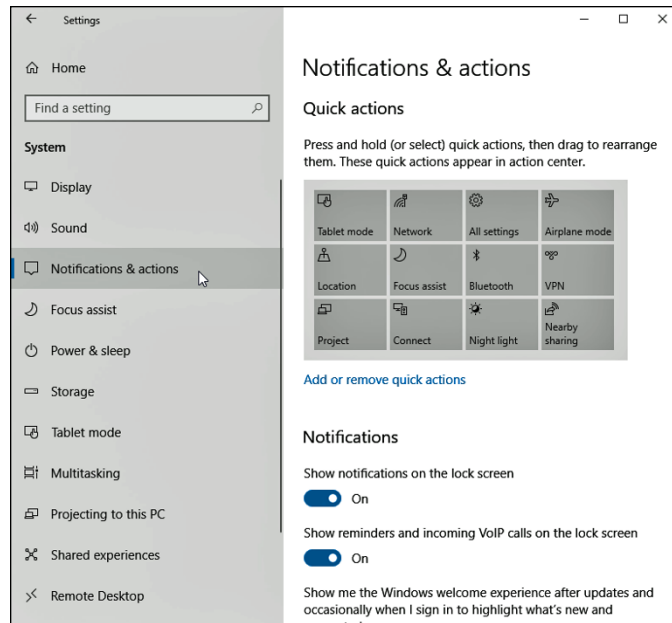 Settings
Home
Find a setting
System
Display
Sound
Notifications & actions
Focus assist
Power & sleep
Storage
Tablet mode
Multitasking
Projecting to this PC
Shared experiences
Remote Desktop
Notifications & actions
Quick actions
Press and hold (or select) quick actions, then drag to rearrange
them. These quick actions appear in action center.
Tablet mode
Network
All settings
Airplane mode
Location
Focus assist
Bluetooth
VPN
Project
Connect
Night light
Nearby
sharing
Add or remove quick actions
Notifications
Show notifications on the lock screen
On
Show reminders and incoming VoIP calls on the lock screen
On
Show me the Windows welcome experience after updates and
occasionally when I sign in to highlight what's new and